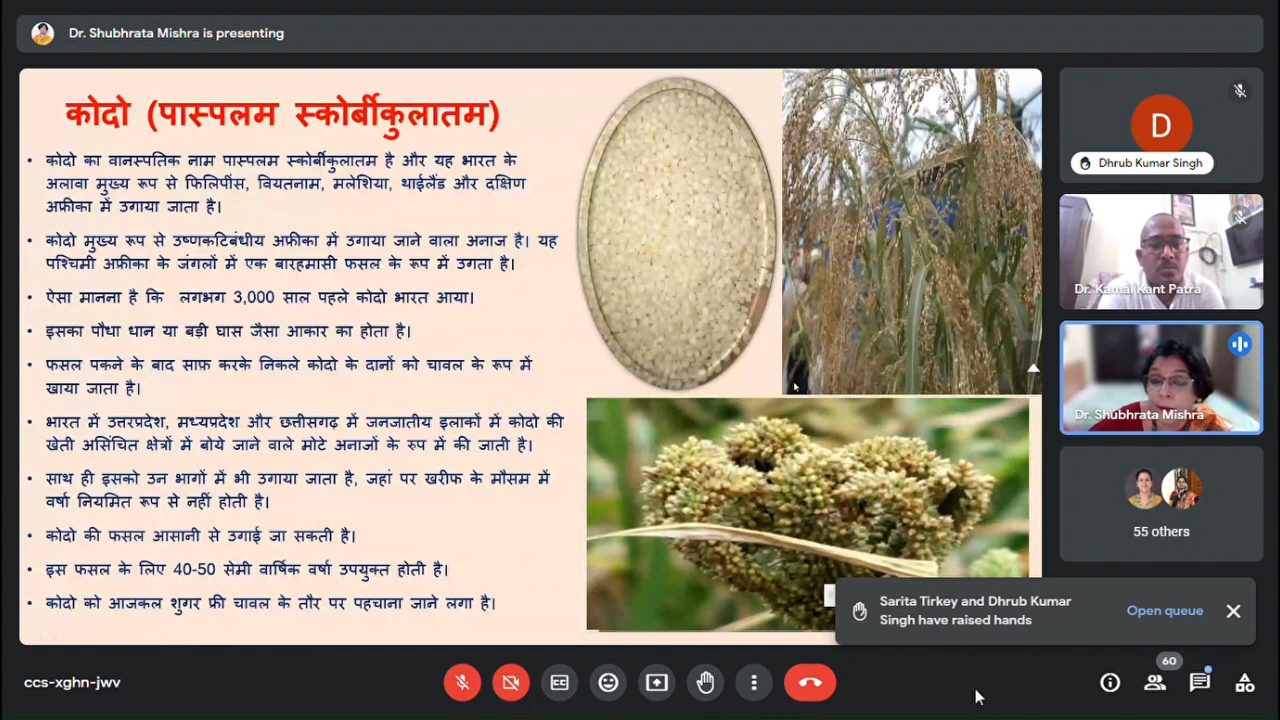 Dr. Shubhrata Mishra is presenting
कोदो (पास्पलम स्कोर्बीकुलातम)
• कोदो का वानस्पतिक नाम पास्पलम स्कोर्बीकुलातम है और यह भारत के
अलावा मुख्य रूप से फिलिपींस, वियतनाम, मलेशिया, थाईलैंड और दक्षिण
अफ्रीका में उगाया जाता है।
• कोदो मुख्य रूप से उष्णकटिबंधीय अफ्रीका में उगाया जाने वाला अनाज है। यह
पश्चिमी अफ्रीका के जंगलों में एक बारहमासी फसल के रूप में उगता है।
• ऐसा मानना है कि लगभग 3,000 साल पहले कोदो भारत आया।
• इसका पौधा धान या बड़ी घास जैसा आकार का होता है।
• फसल पकने के बाद साफ़ करके निकले कोदो के दानों को चावल के रूप में
खाया जाता है।
• भारत में उत्तरप्रदेश, मध्यप्रदेश और छत्तीसगढ़ में जनजातीय इलाकों में कोदो की
खेती असिंचित क्षेत्रों में बोये जाने वाले मोटे अनाजों के रुप में की जाती है।
• साथ ही इसको उन भागों में भी उगाया जाता है, जहां पर खरीफ के मौसम में
वर्षा नियमित रूप से नहीं होती है।
• कोदो की फसल आसानी से उगाई जा सकती है।
• इस फसल के लिए 40-50 सेमी वार्षिक वर्षा उपयुक्त होती है।
• कोदो को आजकल शुगर फ्री चावल के तौर पर पहचाना जाने लगा है।
D
Dhrub Kumar Singh
Dr. Kamal Kant Patra
Dr. Shubhrata Mishra
55 others
Sarita Tirkey and Dhrub Kumar
Singh have raised hands
Open queue
ccs-xghn-jwv
60